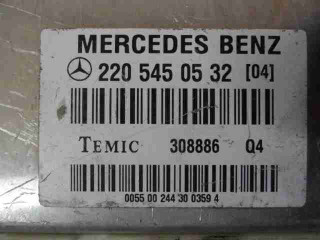 MERCEDES BENZ
220 545 05 32 [04]
TEMIC 308886 Q4
0055 00 244 30 0359 4